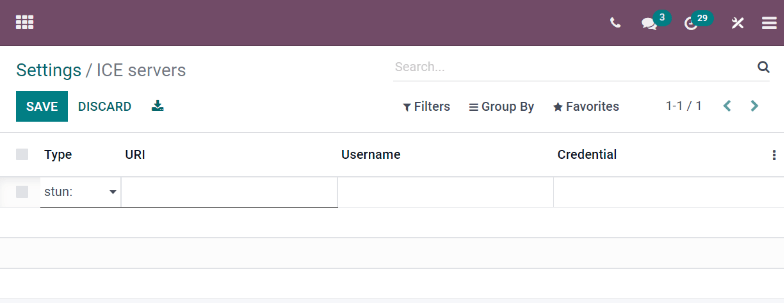 3 29
Settings / ICE servers Search...
SAVE DISCARD Filters Group By Favorites 1-1 / 1
Type URI Username Credential
stun: